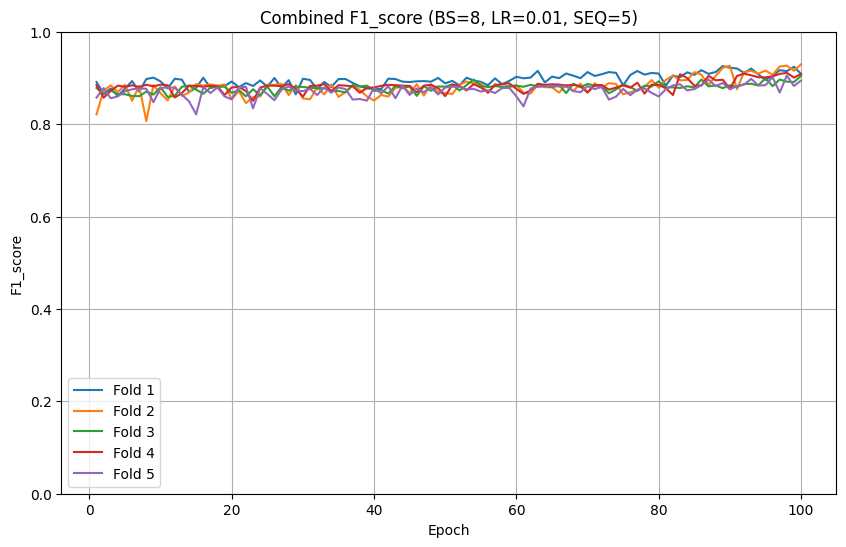 Combined F1_score (BS=8, LR=0.01, SEQ=5)
1.0
0.8
0.6
0.4
0.2
0.0
F1_score
Fold 1
Fold 2
Fold 3
Fold 4
Fold 5
0 20 40 60 80 100
Epoch